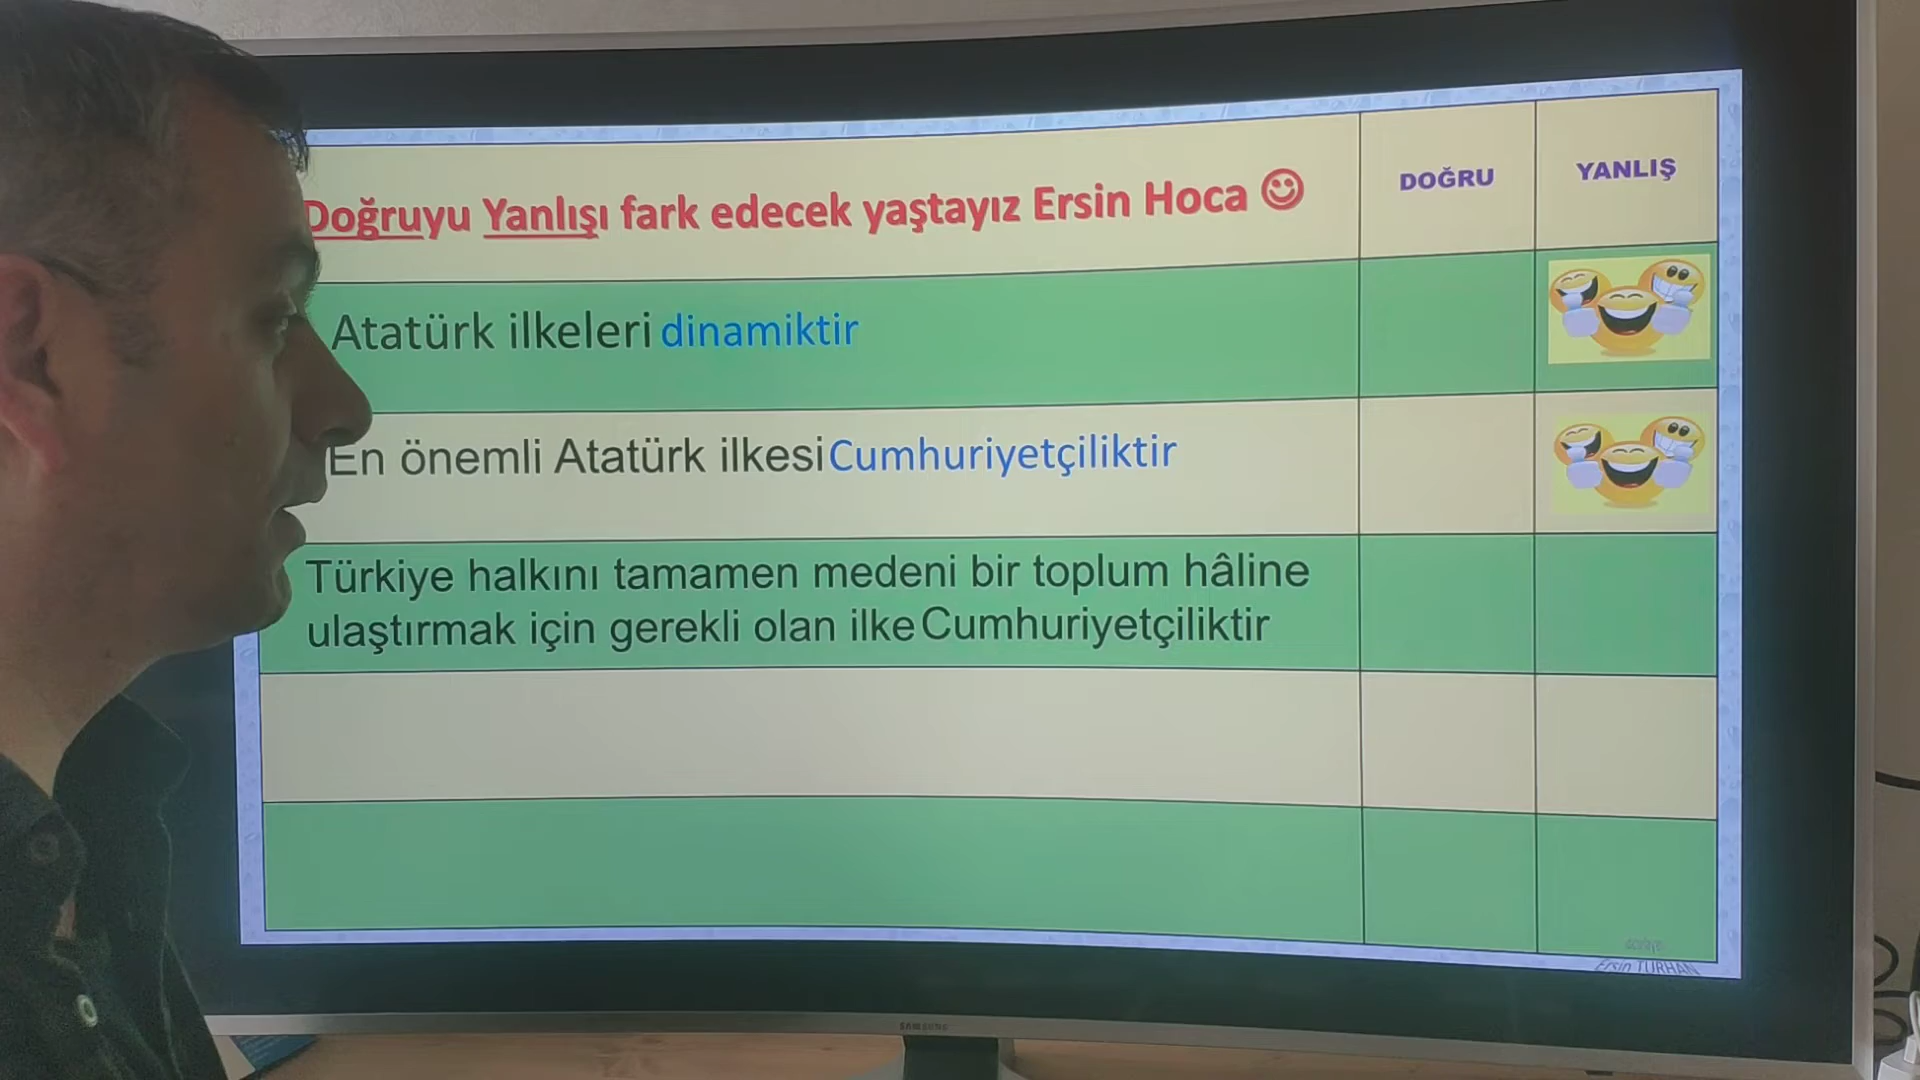 Doğruyu Yanlışı fark edecek yaştayız Ersin Hoca ☺
DOĞRU
YANLIŞ
Atatürk ilkeleri dinamiktir
En önemli Atatürk ilkesi Cumhuriyetçiliktir
Türkiye halkını tamamen medeni bir toplum hâline
ulaştırmak için gerekli olan ilke Cumhuriyetçiliktir
Ersin TURHAN
SAMSUNG